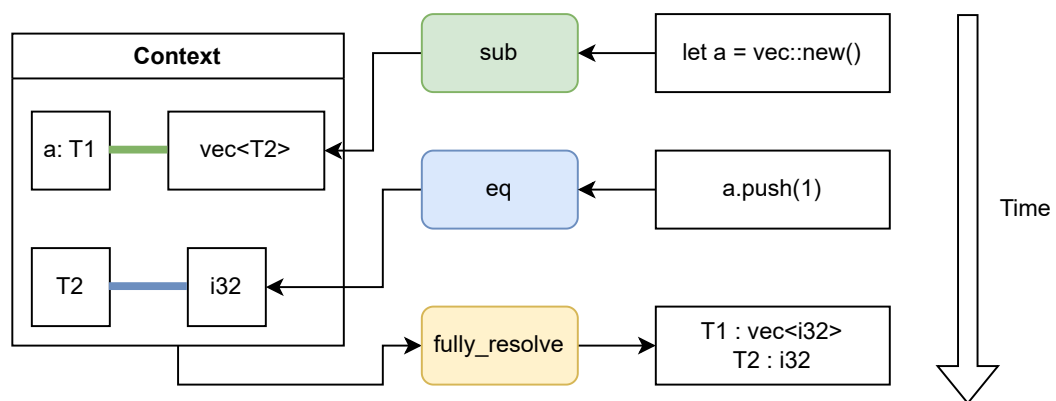 Context
sub
let a = vec::new()
a: T1
vec<T2>
eq
a.push(1)
Time
T2
i32
fully_resolve
T1 : vec<i32>
T2 : i32